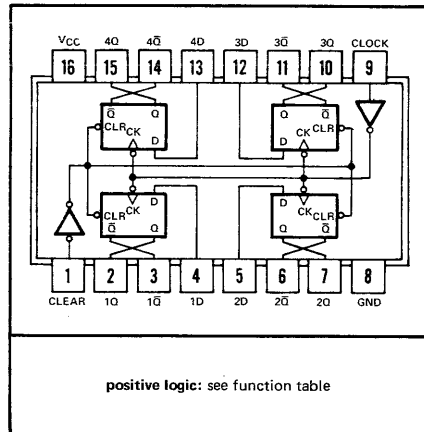 VCC 4Q 4Q̅ 4D 3D 3Q̅ 3Q CLOCK
16 15 14 13 12 11 10 9
Q̅ Q Q Q̅
CLR CK D D CK CLR
CLR CK D D CK CLR
Q̅ Q Q Q̅
1 2 3 4 5 6 7 8
CLEAR 1Q 1Q̅ 1D 2D 2Q̅ 2Q GND
positive logic: see function table